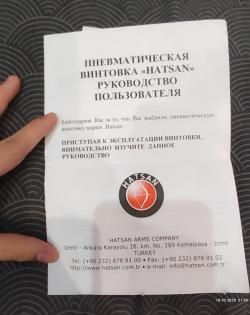 ПНЕВМАТИЧЕСКАЯ
ВИНТОВКА «HATSAN»
РУКОВОДСТВО
ПОЛЬЗОВАТЕЛЯ
Благодарим Вас за то, что Вы выбрали пневматическую
винтовку марки Hatsan.
ПРИСТУПАЯ К ЭКСПЛУАТАЦИИ ВИНТОВКИ,
ВНИМАТЕЛЬНО ИЗУЧИТЕ ДАННОЕ
РУКОВОДСТВО
HATSAN
HATSAN ARMS COMPANY
Izmir - Ankara Karayolu 28. km. No. 289 Kemalpasa - Izmir
TURKEY
Tel: (+90 232) 878 91 00 • Fax: (+90 232) 878 91 02
http://www.hatsan.com.tr • e-mail: info@hatsan.com.tr